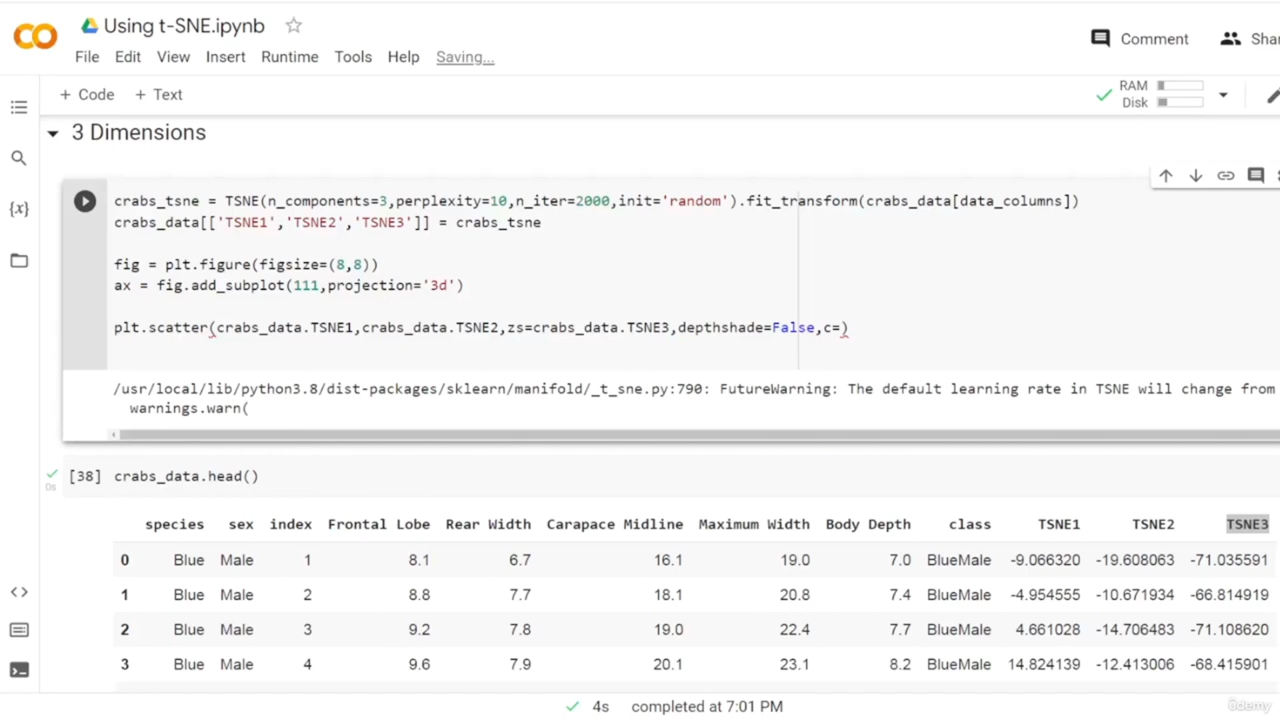 Using t-SNE.ipynb
File Edit View Insert Runtime Tools Help Saving...
Comment Shar
+ Code + Text
RAM
Disk
3 Dimensions
crabs_tsne = TSNE(n_components=3,perplexity=10,n_iter=2000,init='random').fit_transform(crabs_data[data_columns])
crabs_data[['TSNE1','TSNE2','TSNE3']] = crabs_tsne
fig = plt.figure(figsize=(8,8))
ax = fig.add_subplot(111,projection='3d')
plt.scatter(crabs_data.TSNE1,crabs_data.TSNE2,zs=crabs_data.TSNE3,depthshade=False,c=)
/usr/local/lib/python3.8/dist-packages/sklearn/manifold/_t_sne.py:790: FutureWarning: The default learning rate in TSNE will change from
warnings.warn(
[38] crabs_data.head()
0s
species sex index Frontal Lobe Rear Width Carapace Midline Maximum Width Body Depth class TSNE1 TSNE2 TSNE3
0 Blue Male 1 8.1 6.7 16.1 19.0 7.0 BlueMale -9.066320 -19.608063 -71.035591
1 Blue Male 2 8.8 7.7 18.1 20.8 7.4 BlueMale -4.954555 -10.671934 -66.814919
2 Blue Male 3 9.2 7.8 19.0 22.4 7.7 BlueMale 4.661028 -14.706483 -71.108620
3 Blue Male 4 9.6 7.9 20.1 23.1 8.2 BlueMale 14.824139 -12.413006 -68.415901
4s completed at 7:01 PM
Udemy